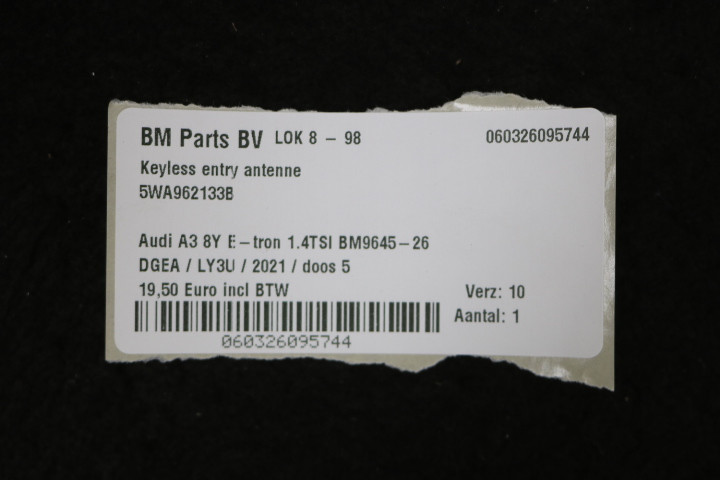 BM Parts BV LOK 8 - 98 060326095744
Keyless entry antenne
5WA962133B
Audi A3 8Y E-tron 1.4TSI BM9645-26
DGEA / LY3U / 2021 / doos 5
19,50 Euro incl BTW Verz: 10
Aantal: 1
060326095744